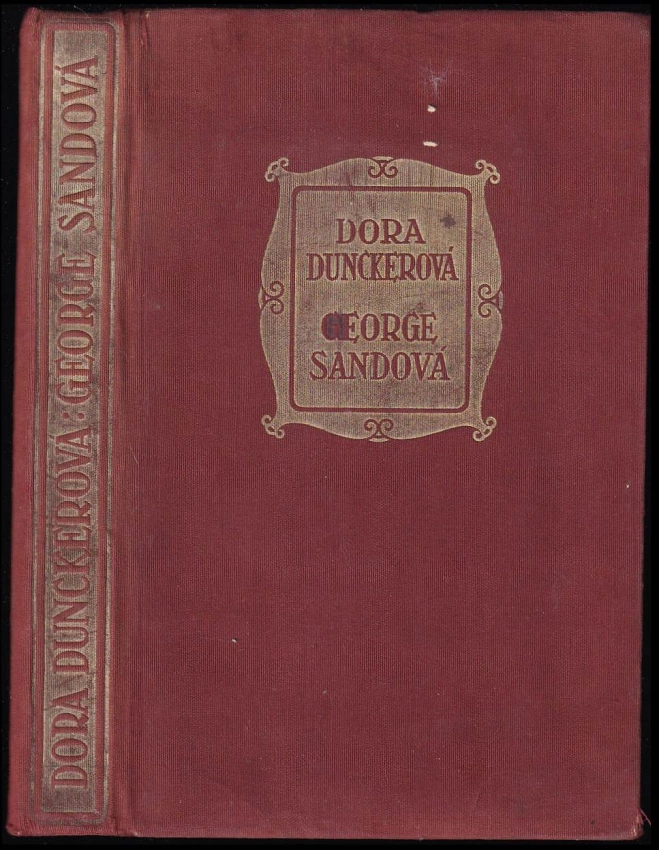 DORA DUNCKEROVÁ: GEORGE SANDOVÁ
DORA
DUNCKEROVÁ
GEORGE
SANDOVÁ